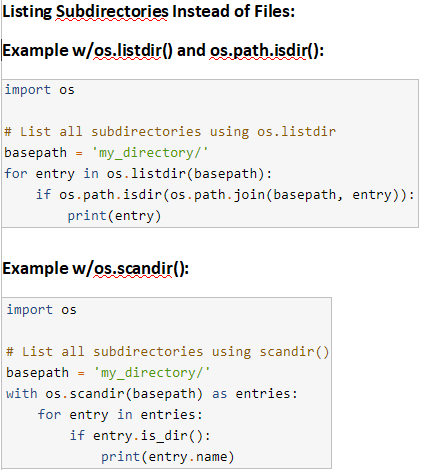 Listing Subdirectories Instead of Files:
Example w/os.listdir() and os.path.isdir():
import os
# List all subdirectories using os.listdir
basepath = 'my_directory/'
for entry in os.listdir(basepath):
    if os.path.isdir(os.path.join(basepath, entry)):
        print(entry)
Example w/os.scandir():
import os
# List all subdirectories using scandir()
basepath = 'my_directory/'
with os.scandir(basepath) as entries:
    for entry in entries:
        if entry.is_dir():
            print(entry.name)